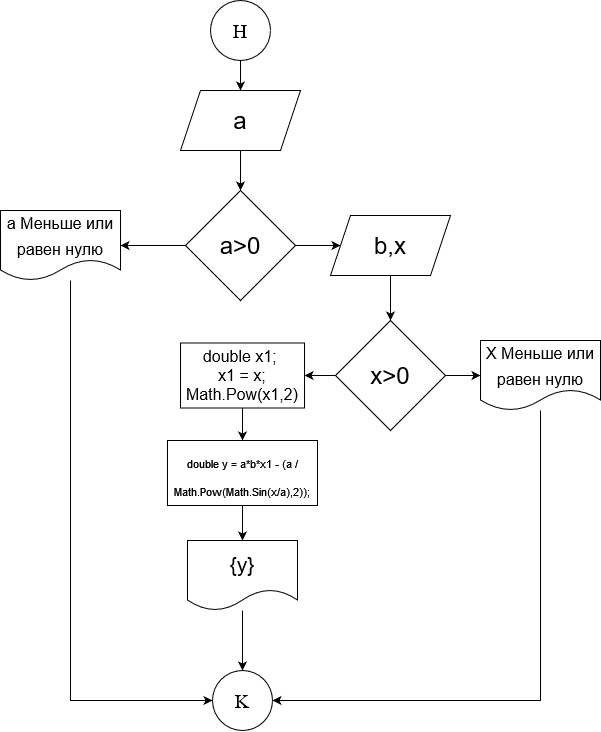 Н
a
a>0
а Меньше или
равен нулю
b,x
x>0
X Меньше или
равен нулю
double x1;
x1 = x;
Math.Pow(x1,2)
double y = a*b*x1 - (a /
Math.Pow(Math.Sin(x/a),2));
{y}
К